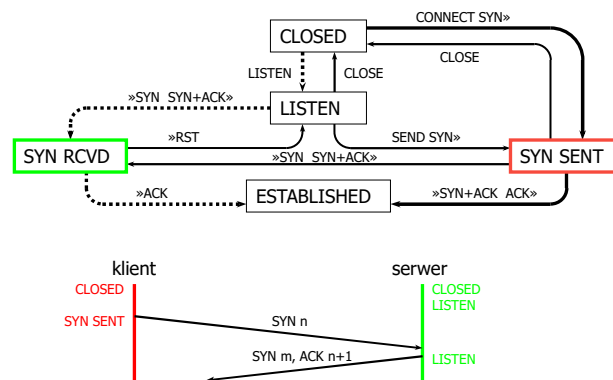 CONNECT SYN»
CLOSED
CLOSE
LISTEN
CLOSE
»SYN SYN+ACK»
LISTEN
»RST
SEND SYN»
SYN RCVD
»SYN SYN+ACK»
SYN SENT
»ACK
ESTABLISHED
»SYN+ACK ACK»
klient
serwer
CLOSED
CLOSED
LISTEN
SYN SENT
SYN n
SYN m, ACK n+1
LISTEN